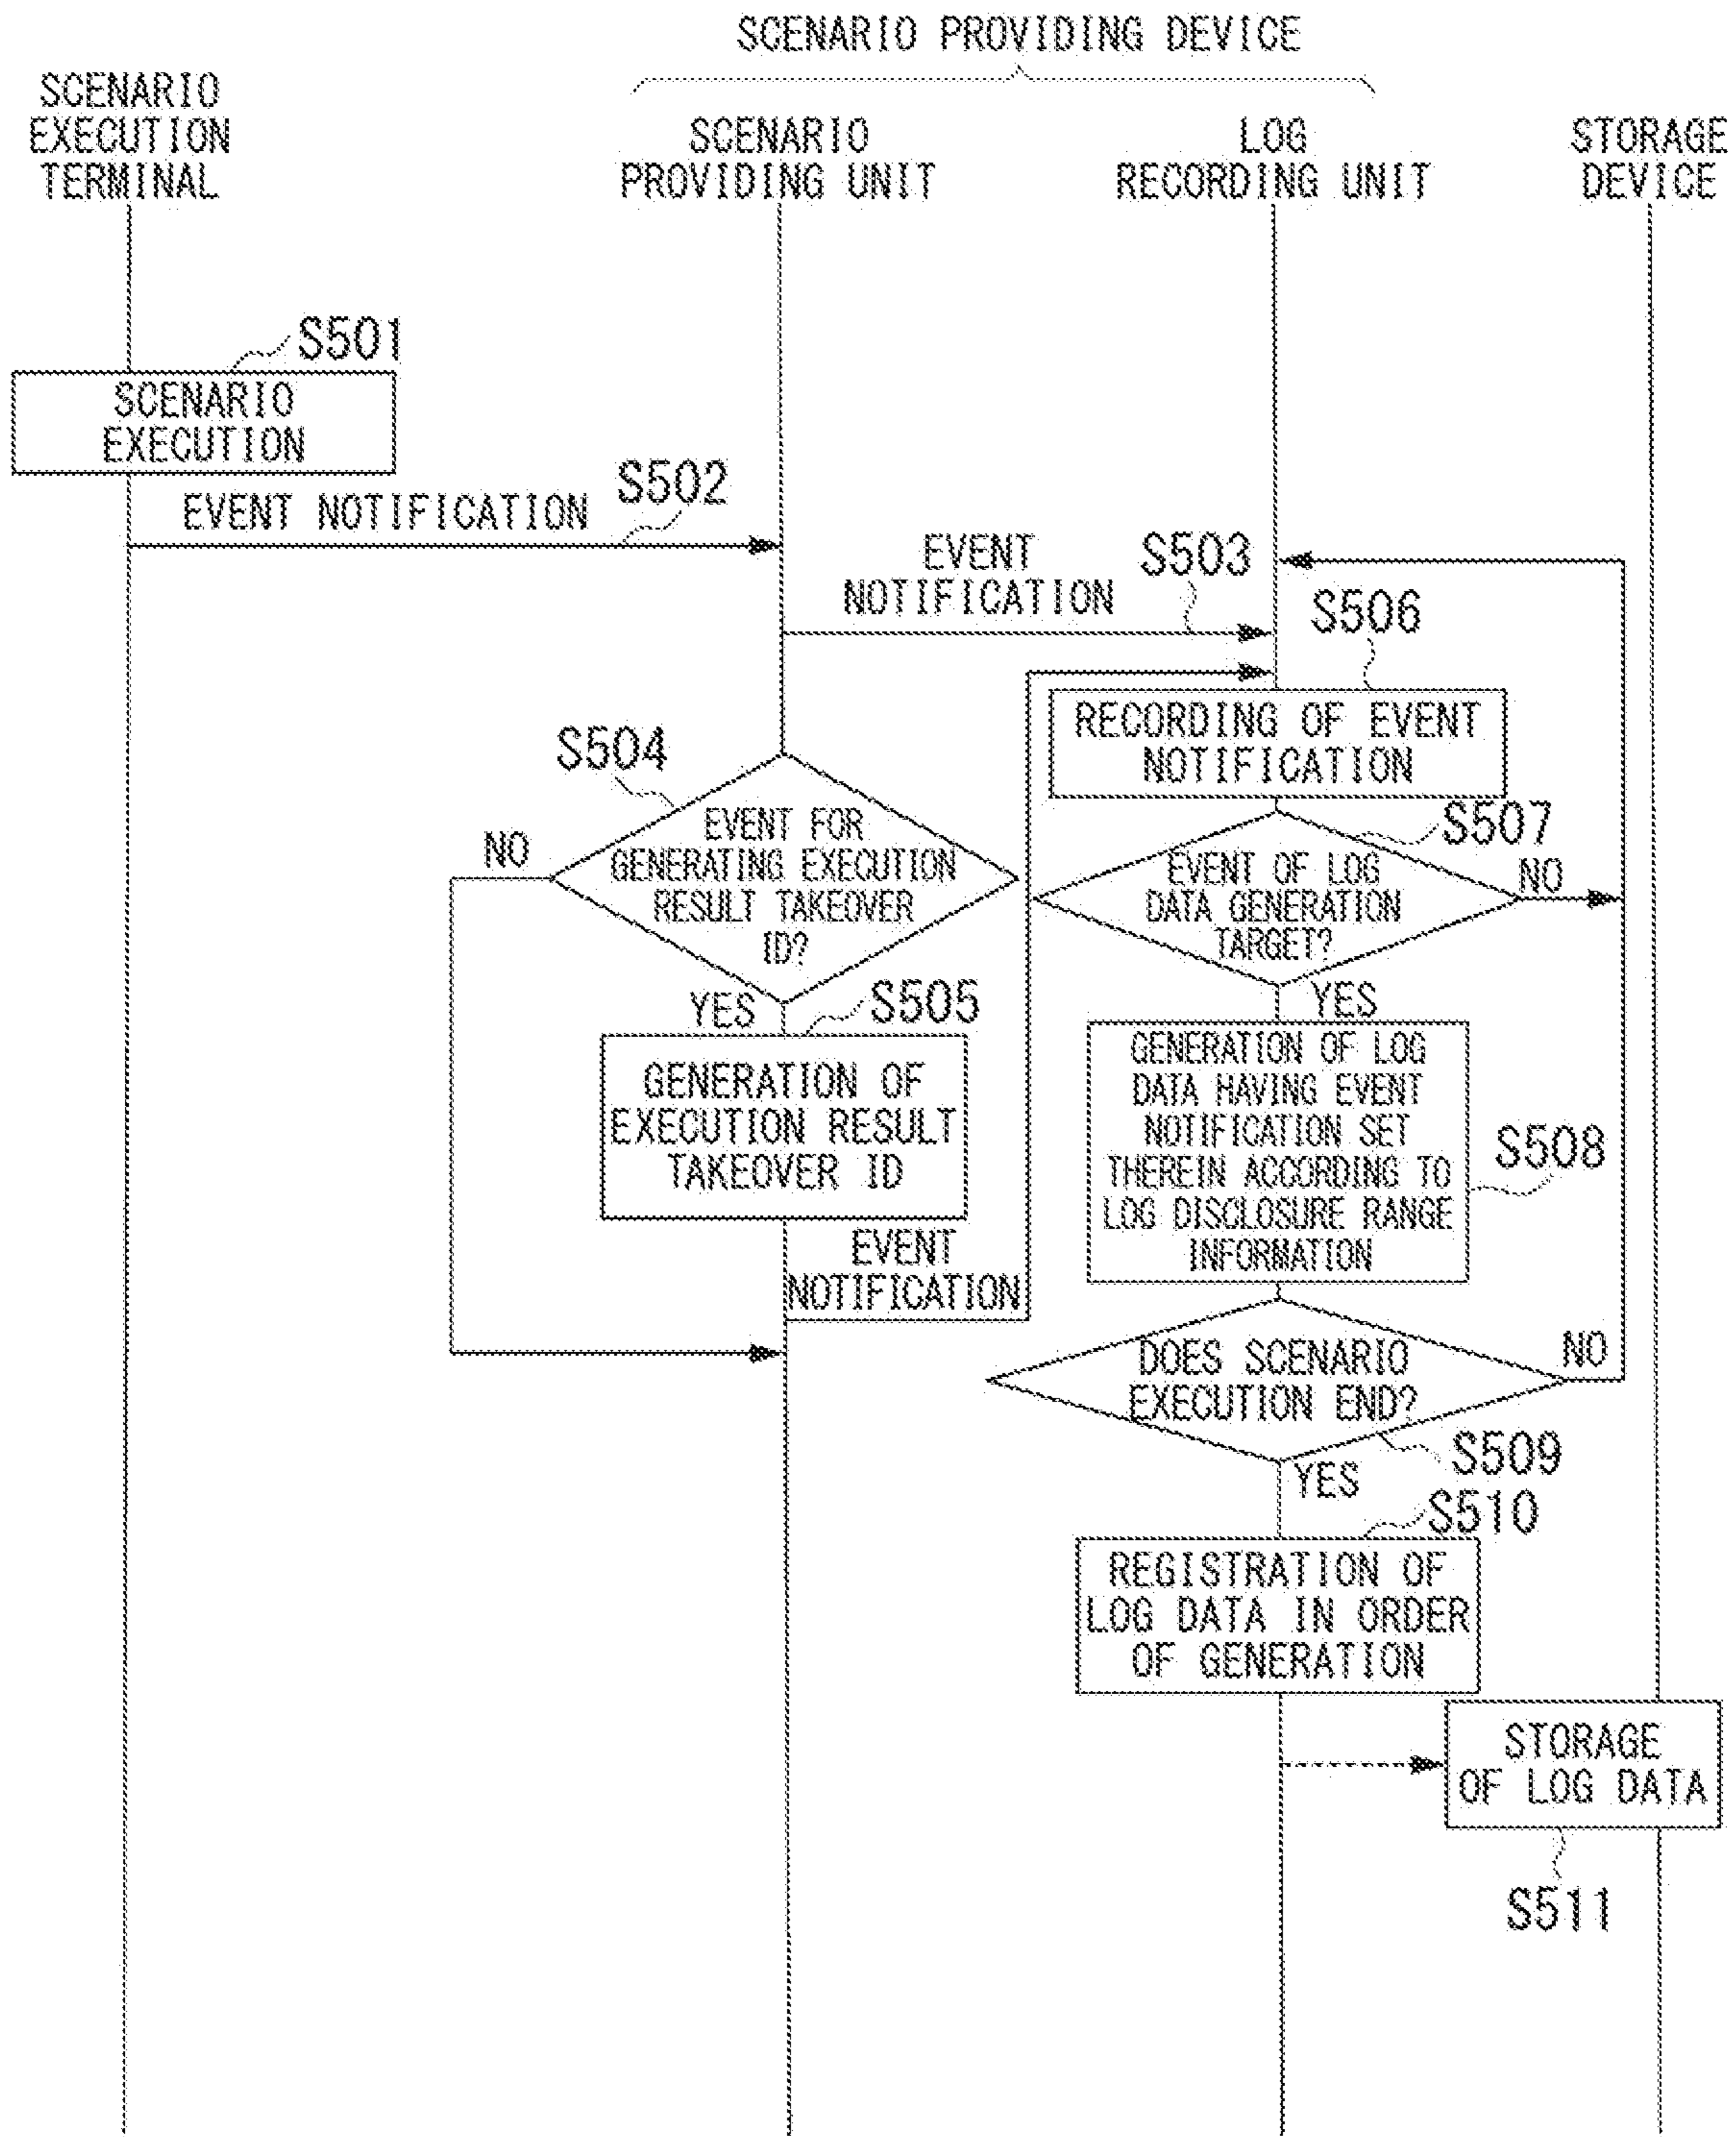 SCENARIO PROVIDING DEVICE
SCENARIO
EXECUTION
TERMINAL
SCENARIO
PROVIDING UNIT
LOG
RECORDING UNIT
STORAGE
DEVICE
S501
SCENARIO
EXECUTION
S502
EVENT NOTIFICATION
S503
EVENT
NOTIFICATION
S506
RECORDING OF EVENT
NOTIFICATION
S504
EVENT FOR
GENERATING EXECUTION
RESULT TAKEOVER
ID?
NO
YES
S507
EVENT OF LOG
DATA GENERATION
TARGET?
NO
YES
S505
GENERATION OF
EXECUTION RESULT
TAKEOVER ID
EVENT
NOTIFICATION
GENERATION OF LOG
DATA HAVING EVENT
NOTIFICATION SET
THEREIN ACCORDING TO
LOG DISCLOSURE RANGE
INFORMATION
S508
DOES SCENARIO
EXECUTION END?
NO
S509
YES
S510
REGISTRATION OF
LOG DATA IN ORDER
OF GENERATION
STORAGE
OF LOG DATA
S511